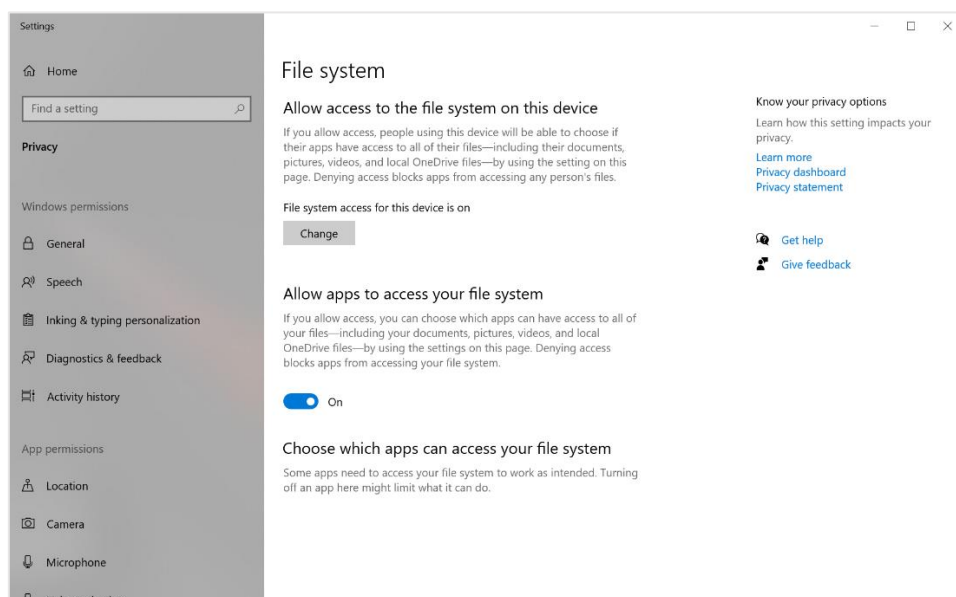 Settings
Home
Find a setting
Privacy
Windows permissions
General
Speech
Inking & typing personalization
Diagnostics & feedback
Activity history
App permissions
Location
Camera
Microphone
File system
Allow access to the file system on this device
If you allow access, people using this device will be able to choose if
their apps have access to all of their files—including their documents,
pictures, videos, and local OneDrive files—by using the setting on this
page. Denying access blocks apps from accessing any person's files.
File system access for this device is on
Change
Allow apps to access your file system
If you allow access, you can choose which apps can have access to all of
your files—including your documents, pictures, videos, and local
OneDrive files—by using the settings on this page. Denying access
blocks apps from accessing your file system.
On
Choose which apps can access your file system
Some apps need to access your file system to work as intended. Turning
off an app here might limit what it can do.
Know your privacy options
Learn how this setting impacts your
privacy.
Learn more
Privacy dashboard
Privacy statement
Get help
Give feedback